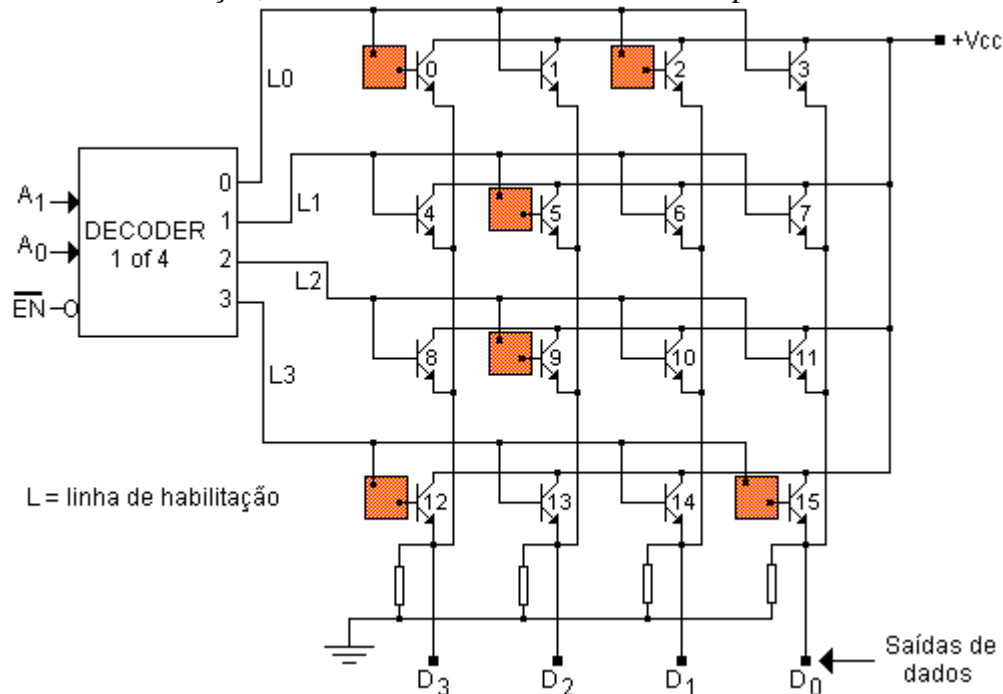 +Vcc
L0
0
1
2
3
A1
A0
EN
DECODER
1 of 4
0
1
2
3
L1
L2
L3
4
5
6
7
8
9
10
11
L = linha de habilitação
12
13
14
15
D3
D2
D1
D0
Saídas de
dados